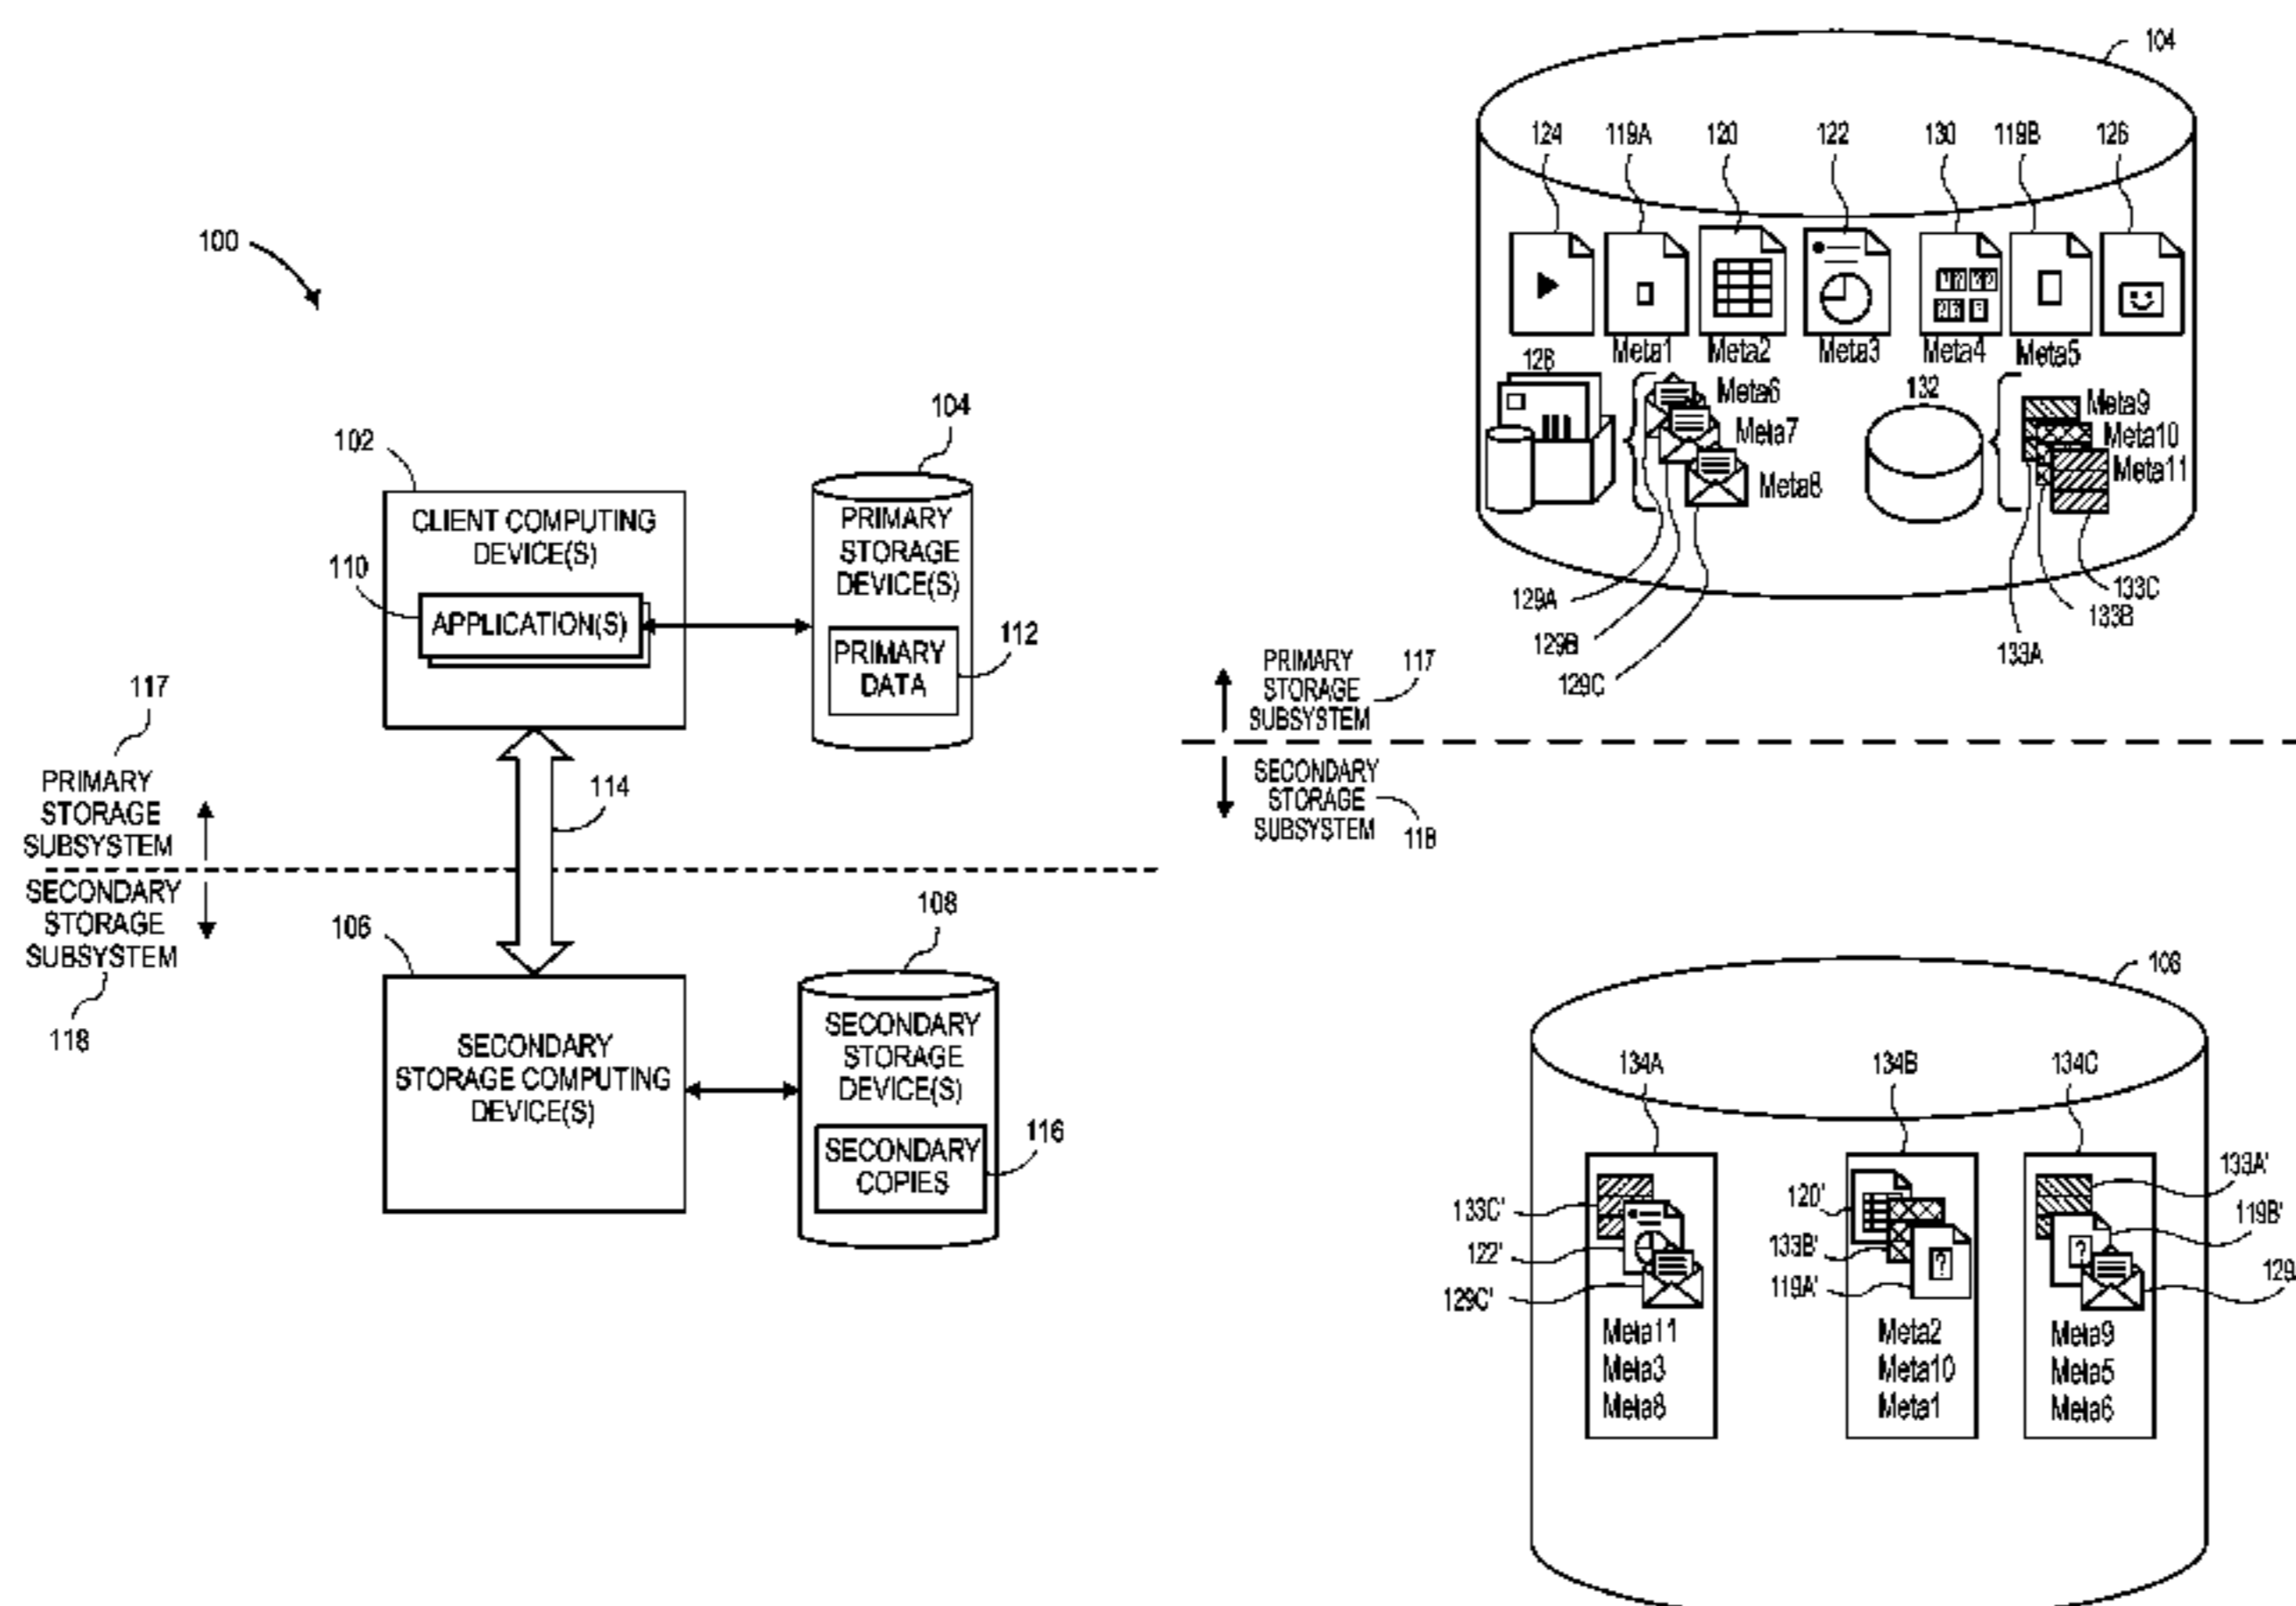 100
102
104
CLIENT COMPUTING
DEVICE(S)
110
APPLICATION(S)
PRIMARY
STORAGE
DEVICE(S)
112
PRIMARY
DATA
117
PRIMARY
STORAGE
SUBSYSTEM
114
SECONDARY
STORAGE
SUBSYSTEM
118
106
108
SECONDARY
STORAGE COMPUTING
DEVICE(S)
SECONDARY
STORAGE
DEVICE(S)
116
SECONDARY
COPIES
104
124 119A 120 122 130 119B 126
Meta1 Meta2 Meta3 Meta4 Meta5
128
Meta6
Meta7
Meta8
132
Meta9
Meta10
Meta11
129A
129B
129C
133C
133B
133A
PRIMARY
STORAGE
SUBSYSTEM
117
SECONDARY
STORAGE
SUBSYSTEM
118
108
134A 134B 134C
133C'
122'
129C'
Meta11
Meta3
Meta8
120'
133B'
119A'
Meta2
Meta10
Meta1
133A'
119B'
129
Meta9
Meta5
Meta6